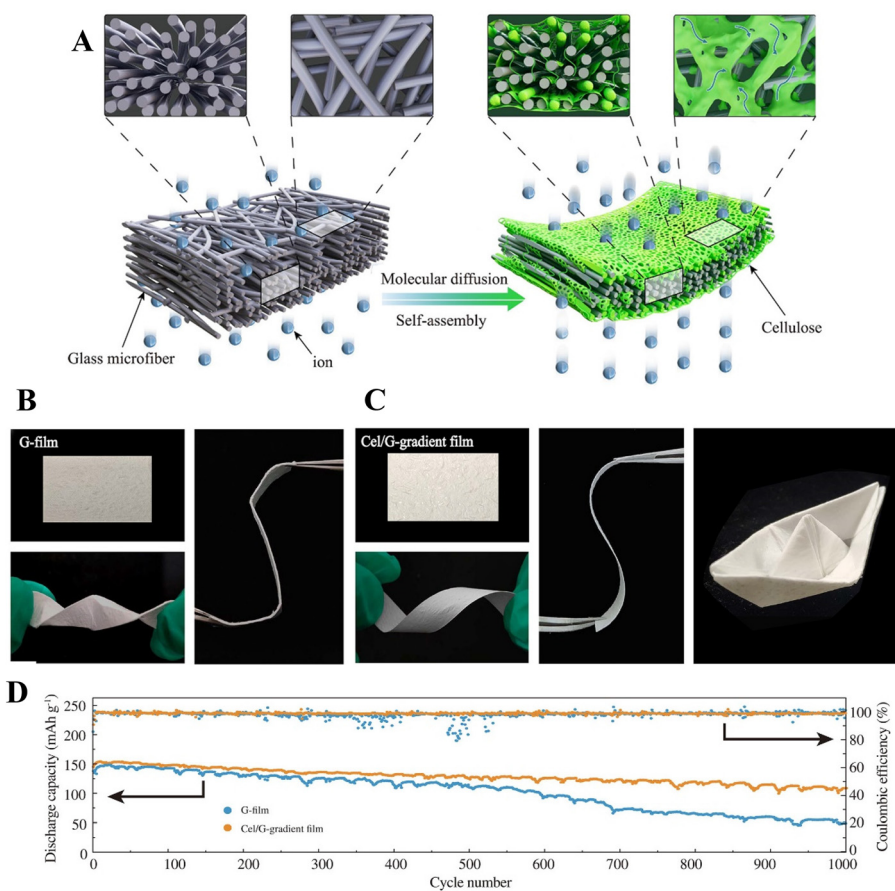 A
Molecular diffusion
Self-assembly
Glass microfiber
ion
Cellulose
B
C
G-film
Cel/G-gradient film
D
Discharge capacity (mAh g⁻¹)
250
200
150
100
50
0
G-film
Cel/G-gradient film
100
80
60
40
20
0
Coulombic efficiency (%)
0
100
200
300
400
500
600
700
800
900
1000
Cycle number